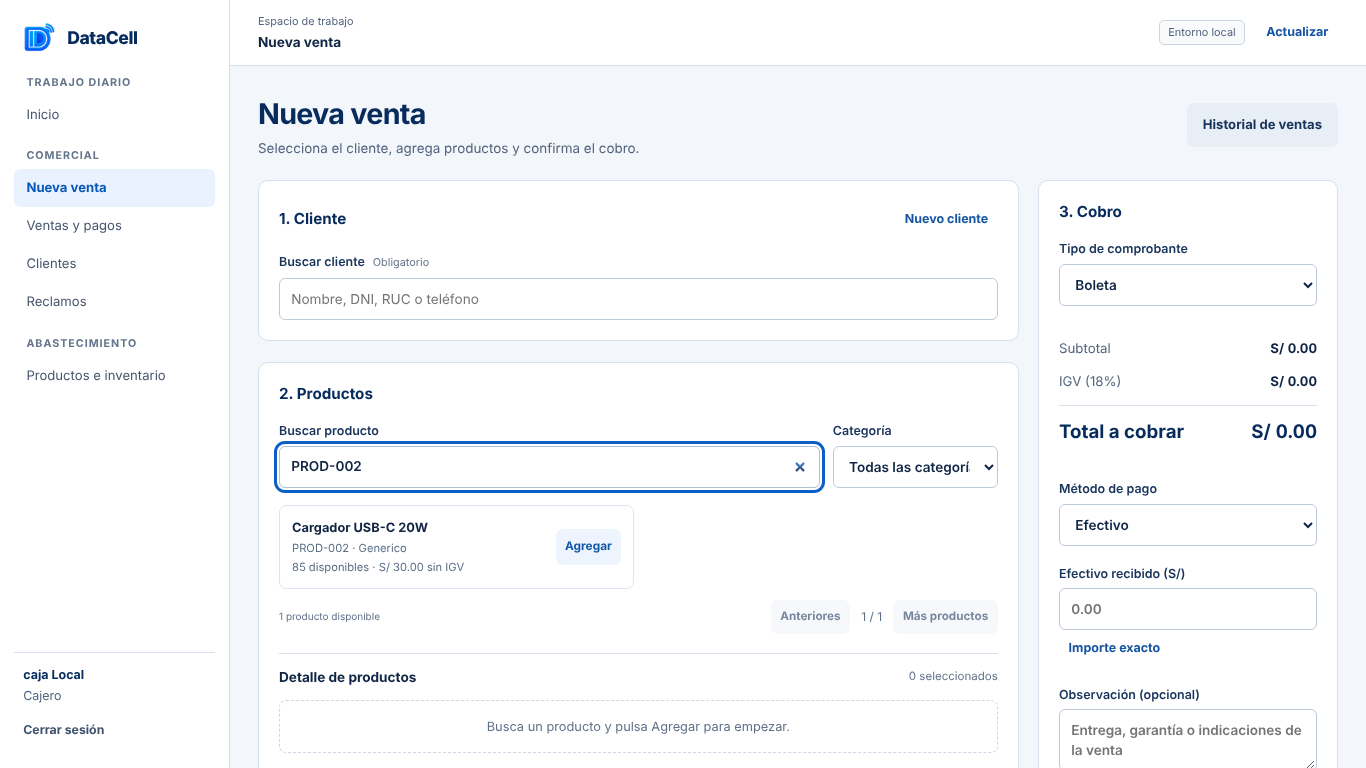 DataCell
TRABAJO DIARIO
Inicio
COMERCIAL
Nueva venta
Ventas y pagos
Clientes
Reclamos
ABASTECIMIENTO
Productos e inventario
caja Local
Cajero
Cerrar sesión
Espacio de trabajo
Nueva venta
Entorno local
Actualizar
Nueva venta
Selecciona el cliente, agrega productos y confirma el cobro.
Historial de ventas
1. Cliente
Nuevo cliente
Buscar cliente Obligatorio
Nombre, DNI, RUC o teléfono
2. Productos
Buscar producto
Categoría
PROD-002
Todas las categorí
Cargador USB-C 20W
PROD-002 · Generico
85 disponibles · S/ 30.00 sin IGV
Agregar
1 producto disponible
Anteriores
1 / 1
Más productos
Detalle de productos
0 seleccionados
Busca un producto y pulsa Agregar para empezar.
3. Cobro
Tipo de comprobante
Boleta
Subtotal S/ 0.00
IGV (18%) S/ 0.00
Total a cobrar S/ 0.00
Método de pago
Efectivo
Efectivo recibido (S/)
0.00
Importe exacto
Observación (opcional)
Entrega, garantía o indicaciones de
la venta